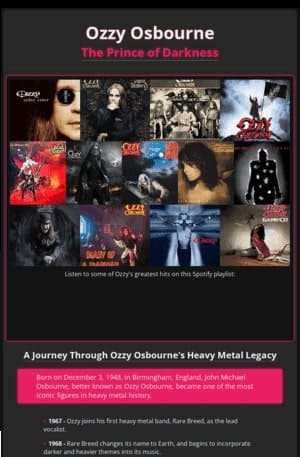 Ozzy Osbourne
The Prince of Darkness
Listen to some of Ozzy's greatest hits on this Spotify playlist:
A Journey Through Ozzy Osbourne's Heavy Metal Legacy
Born on December 3, 1948, in Birmingham, England, John Michael
Osbourne, better known as Ozzy Osbourne, became one of the most
iconic figures in heavy metal history.
1967 - Ozzy joins his first heavy metal band, Rare Breed, as the lead
vocalist.
1968 - Rare Breed changes its name to Earth, and begins to incorporate
darker and heavier themes into its music.